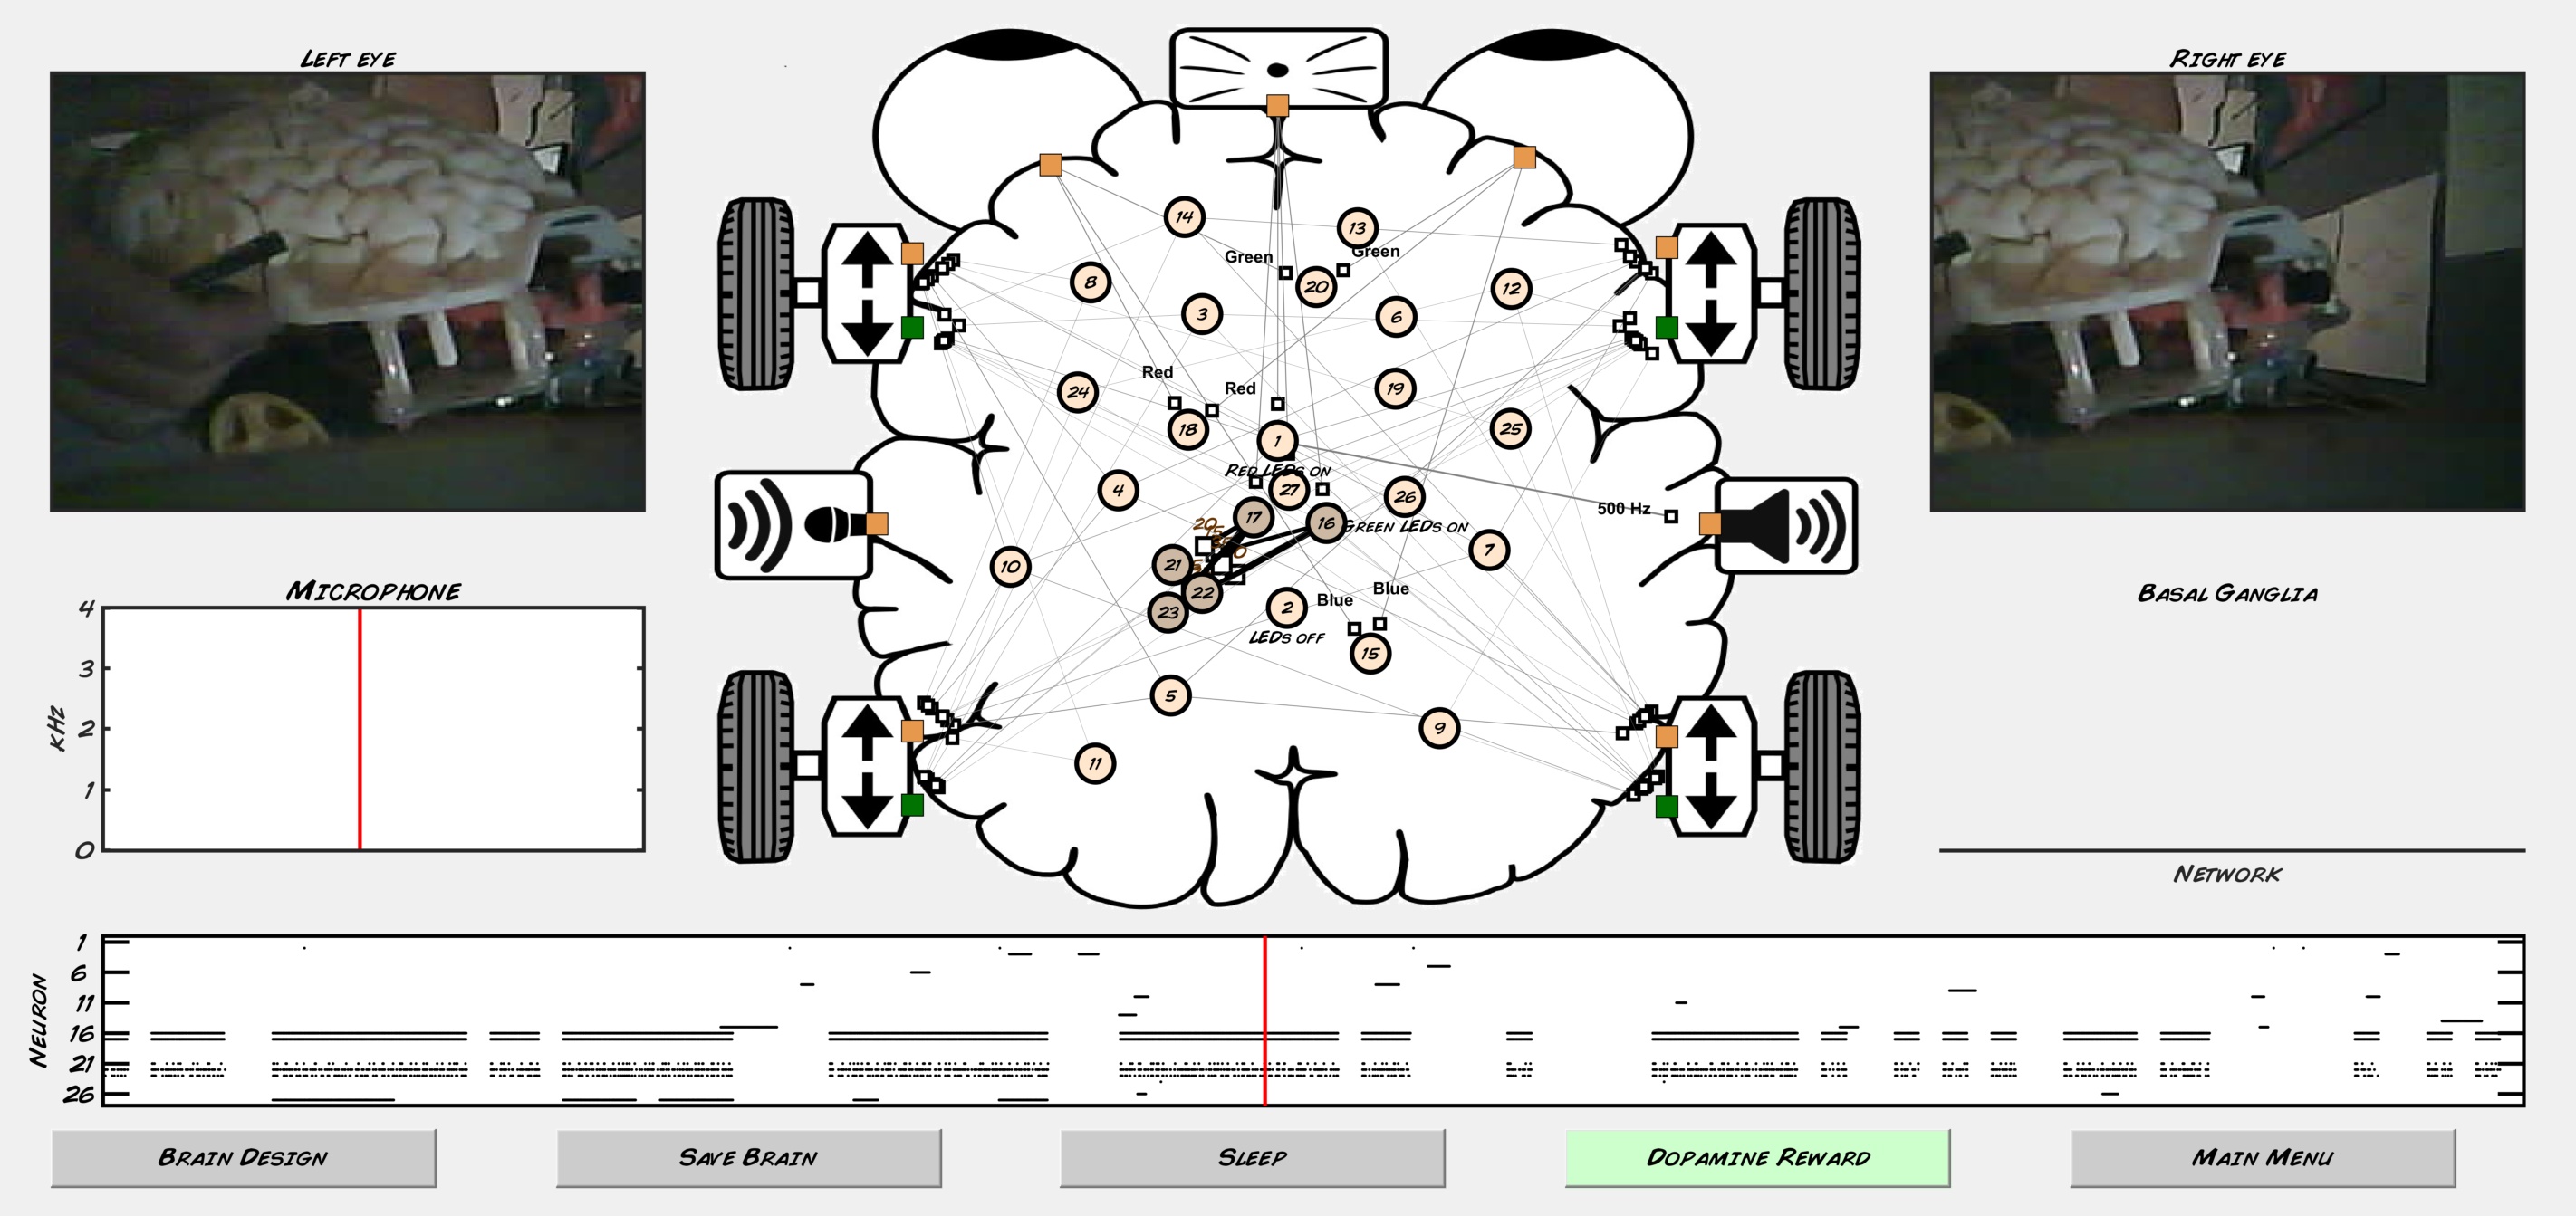 Left eye
Right eye
14
13
Green
Green
8
20
12
3
6
Red
24
Red
19
18
1
25
Red LEDs on
4
27
26
500 Hz
17
16
Green LEDs on
20
7
21
10
22
Microphone
Blue
Blue
Basal Ganglia
23
2
LEDs off
15
4
3
2
1
0
kHz
5
9
11
Network
1
6
11
16
21
26
Neuron
Brain Design
Save Brain
Sleep
Dopamine Reward
Main Menu